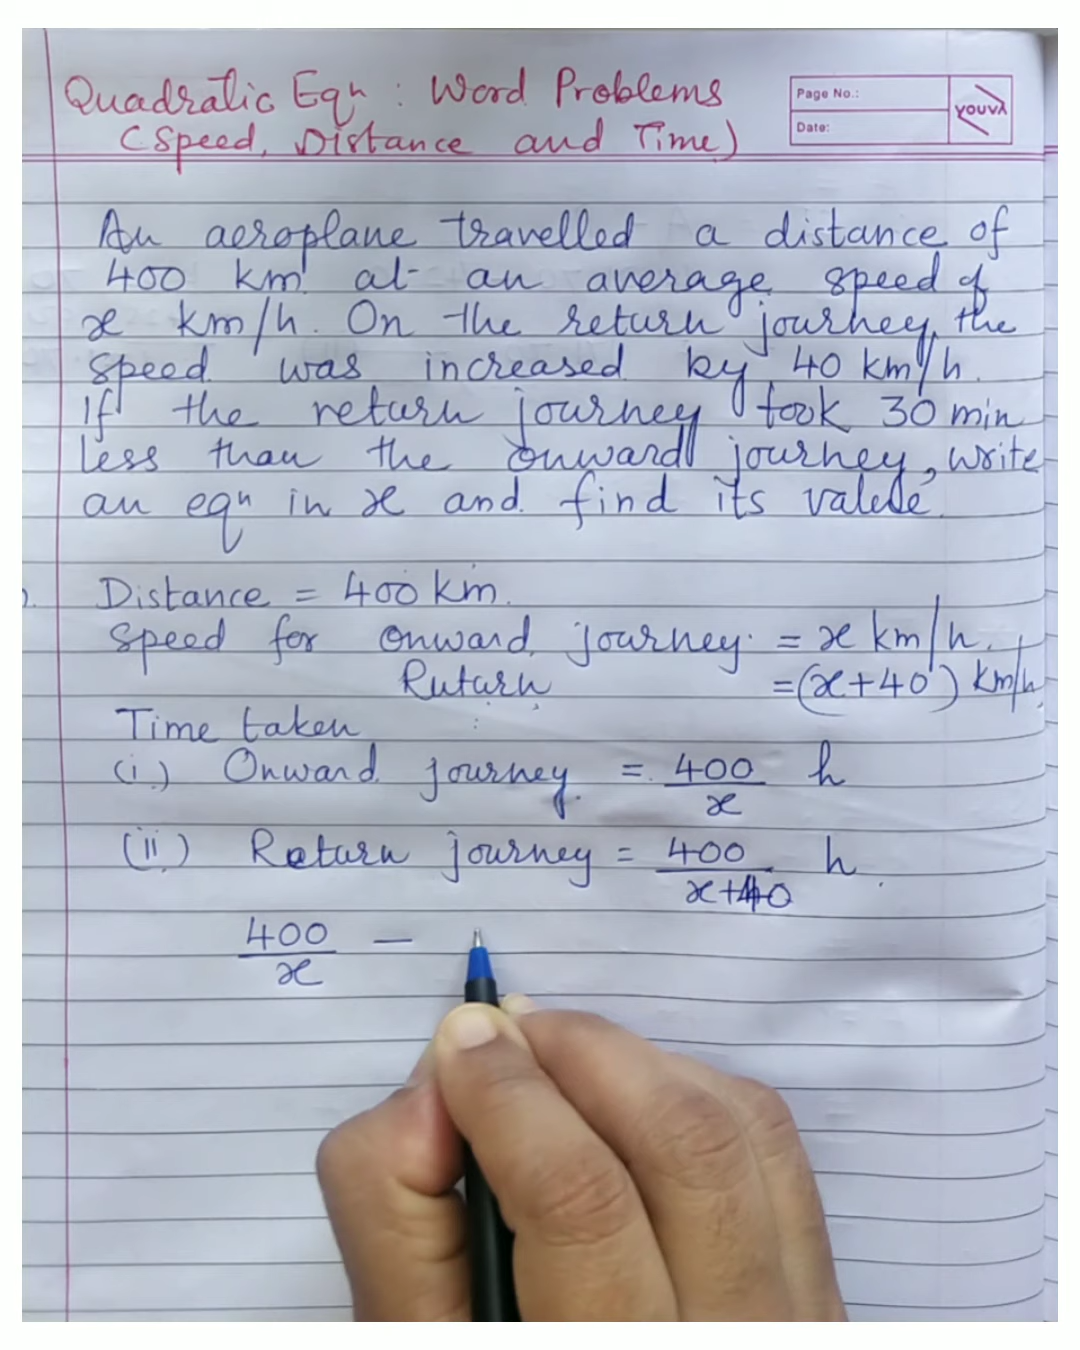 Quadratic Eqn : Word Problems
(Speed, Distance and Time)
Page No.:
Date:
YOUVA
An aeroplane travelled a distance of
400 km at an average speed of
x km/h. On the return journey, the
speed was increased by 40 km/h.
If the return journey took 30 min
less than the onward journey, write
an eqn in x and find its value.
Distance = 400 km.
Speed for onward journey = x km/h.
Ruturn = (x+40) km/h.
Time taken
(i) Onward journey = 400/x h
(ii) Return journey = 400/x+40 h.
400/x -